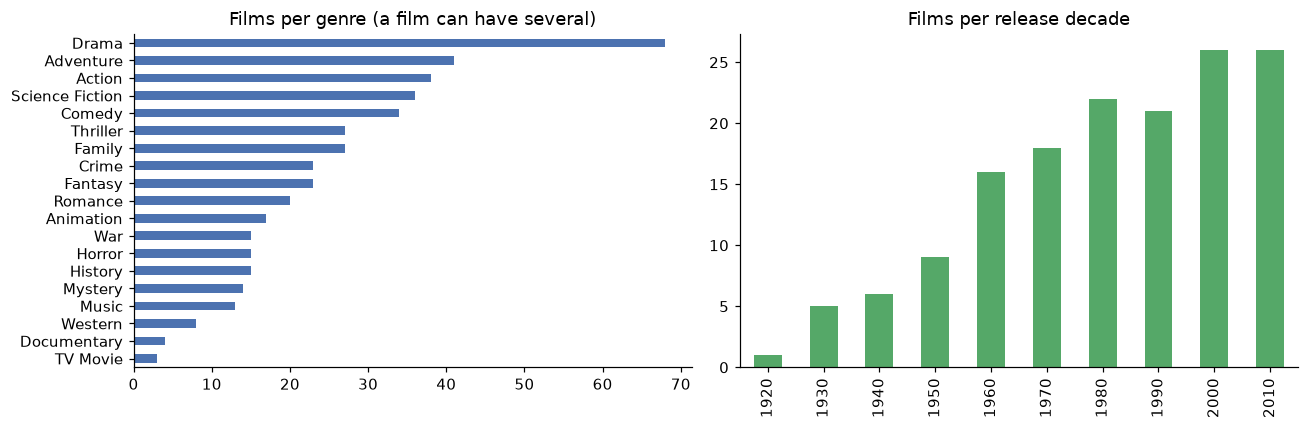 Films per genre (a film can have several)
Drama
Adventure
Action
Science Fiction
Comedy
Thriller
Family
Crime
Fantasy
Romance
Animation
War
Horror
History
Mystery
Music
Western
Documentary
TV Movie
0 10 20 30 40 50 60 70
Films per release decade
25
20
15
10
5
0
1920 1930 1940 1950 1960 1970 1980 1990 2000 2010